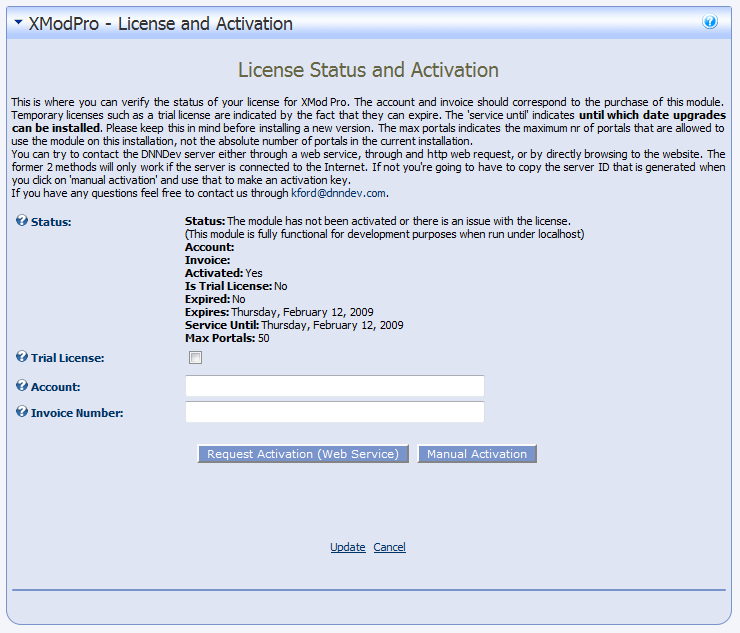 XModPro - License and Activation
License Status and Activation
This is where you can verify the status of your license for XMod Pro. The account and invoice should correspond to the purchase of this module.
Temporary licenses such as a trial license are indicated by the fact that they can expire. The 'service until' indicates until which date upgrades
can be installed. Please keep this in mind before installing a new version. The max portals indicates the maximum nr of portals that are allowed to
use the module on this installation, not the absolute number of portals in the current installation.
You can try to contact the DNNDev server either through a web service, through and http web request, or by directly browsing to the website. The
former 2 methods will only work if the server is connected to the Internet. If not you're going to have to copy the server ID that is generated when
you click on 'manual activation' and use that to make an activation key.
If you have any questions feel free to contact us through kford@dnndev.com.
Status: Status: The module has not been activated or there is an issue with the license.
(This module is fully functional for development purposes when run under localhost)
Account:
Invoice:
Activated: Yes
Is Trial License: No
Expired: No
Expires: Thursday, February 12, 2009
Service Until: Thursday, February 12, 2009
Max Portals: 50
Trial License:
Account:
Invoice Number:
Request Activation (Web Service) Manual Activation
Update Cancel